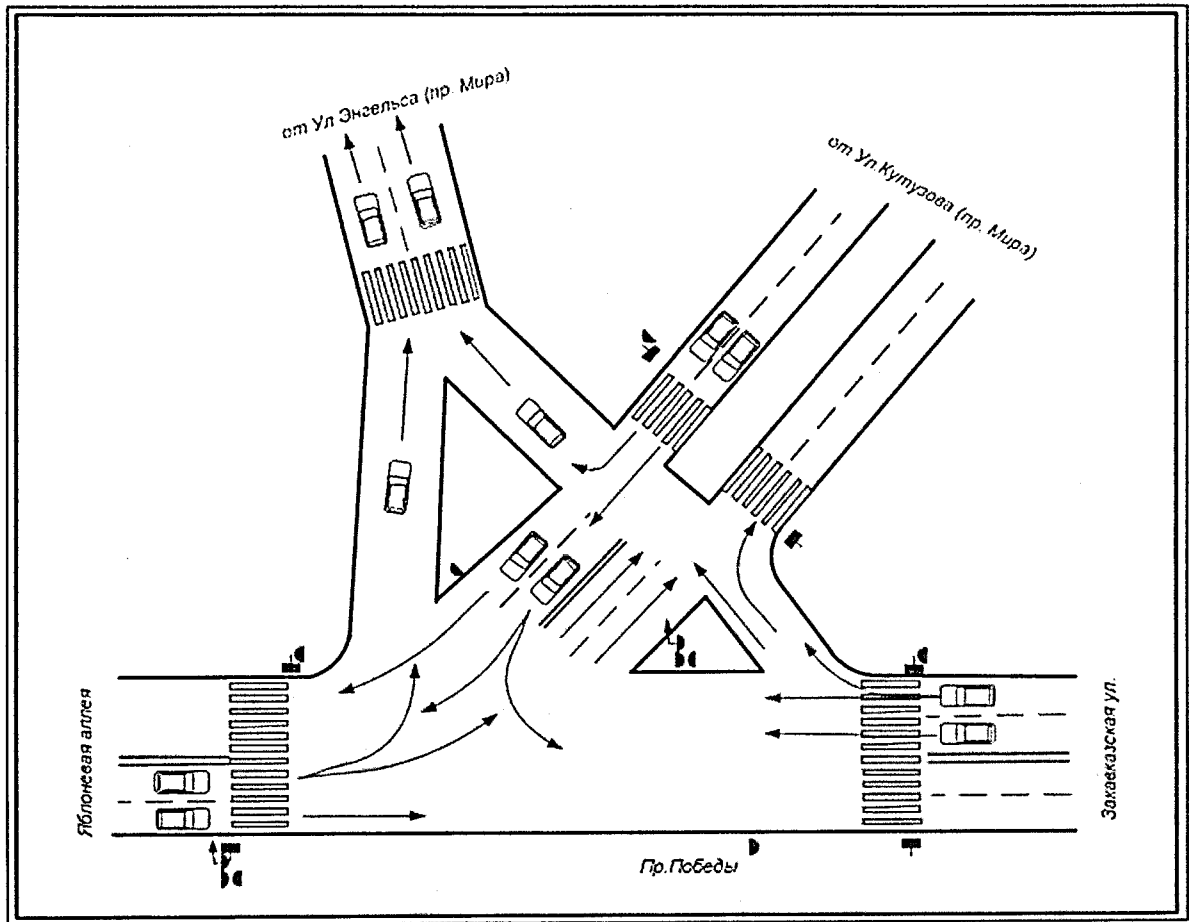 от Ул Энгельса (пр. Мира)
от Ул.Кутузова (пр. Мира)
Яблоневая аллея
Закавказская ул.
Пр.Победы